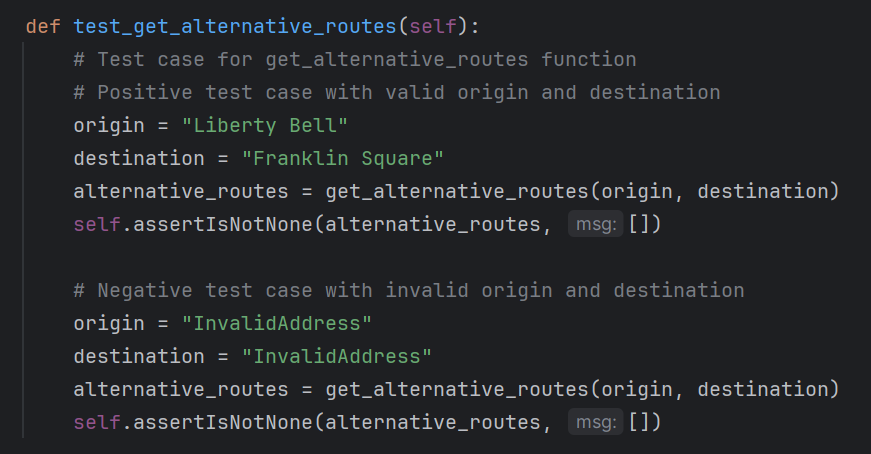 def test_get_alternative_routes(self):
    # Test case for get_alternative_routes function
    # Positive test case with valid origin and destination
    origin = "Liberty Bell"
    destination = "Franklin Square"
    alternative_routes = get_alternative_routes(origin, destination)
    self.assertIsNotNone(alternative_routes, msg: [])

    # Negative test case with invalid origin and destination
    origin = "InvalidAddress"
    destination = "InvalidAddress"
    alternative_routes = get_alternative_routes(origin, destination)
    self.assertIsNotNone(alternative_routes, msg: [])